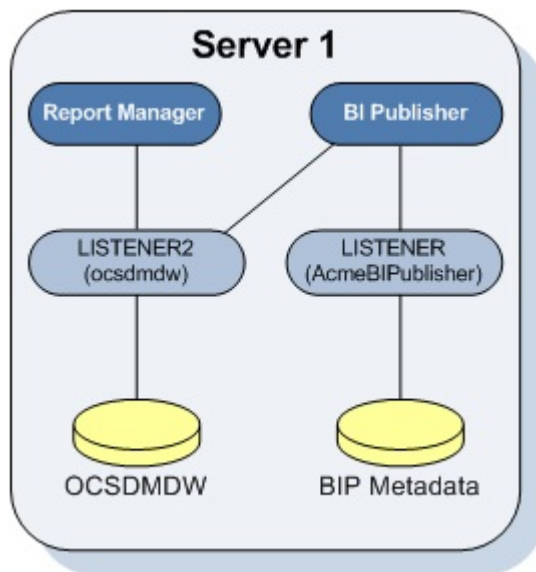 Server 1
Report Manager
BI Publisher
LISTENER2
(ocsdmdw)
LISTENER
(AcmeBIPublisher)
OCSDMDW
BIP Metadata